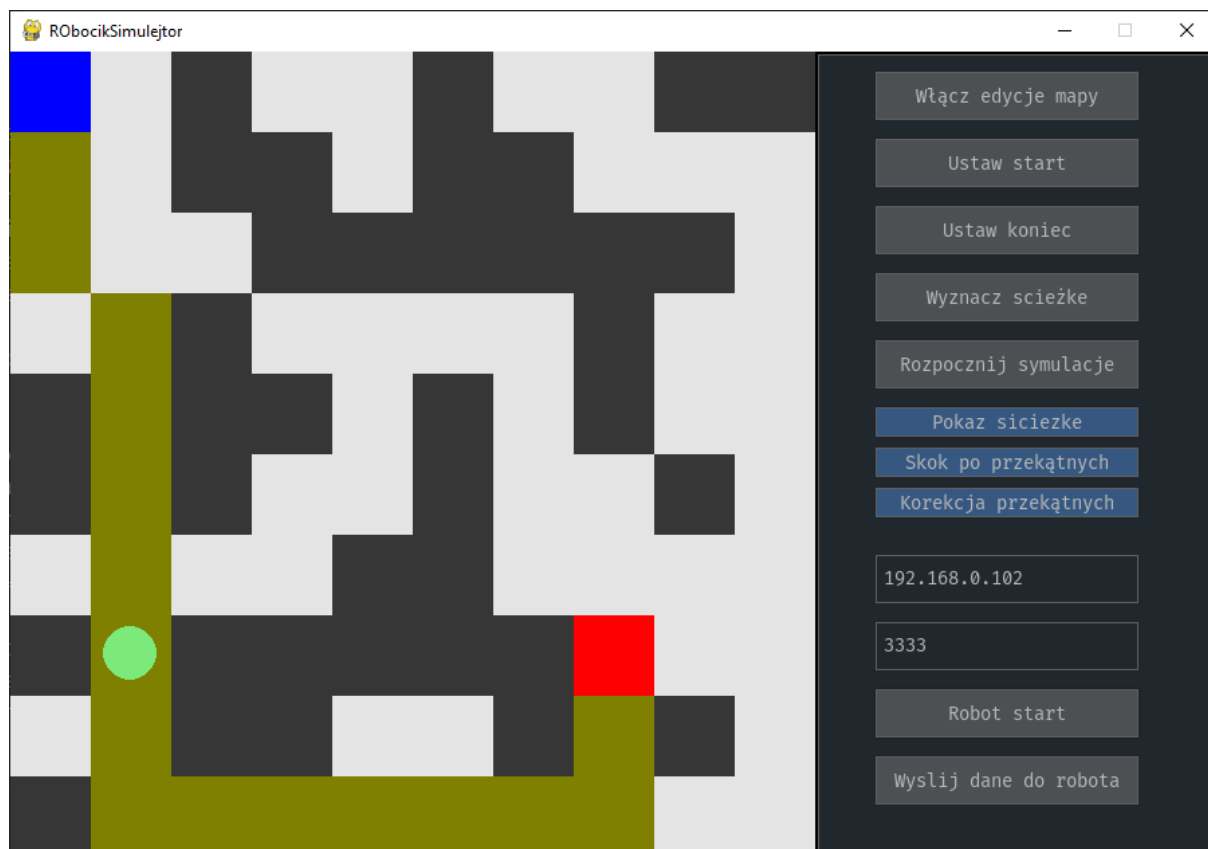 RObocikSimulejtor
Włącz edycje mapy
Ustaw start
Ustaw koniec
Wyznacz scieżke
Rozpocznij symulacje
Pokaz siciezke
Skok po przekątnych
Korekcja przekątnych
192.168.0.102
3333
Robot start
Wyslij dane do robota